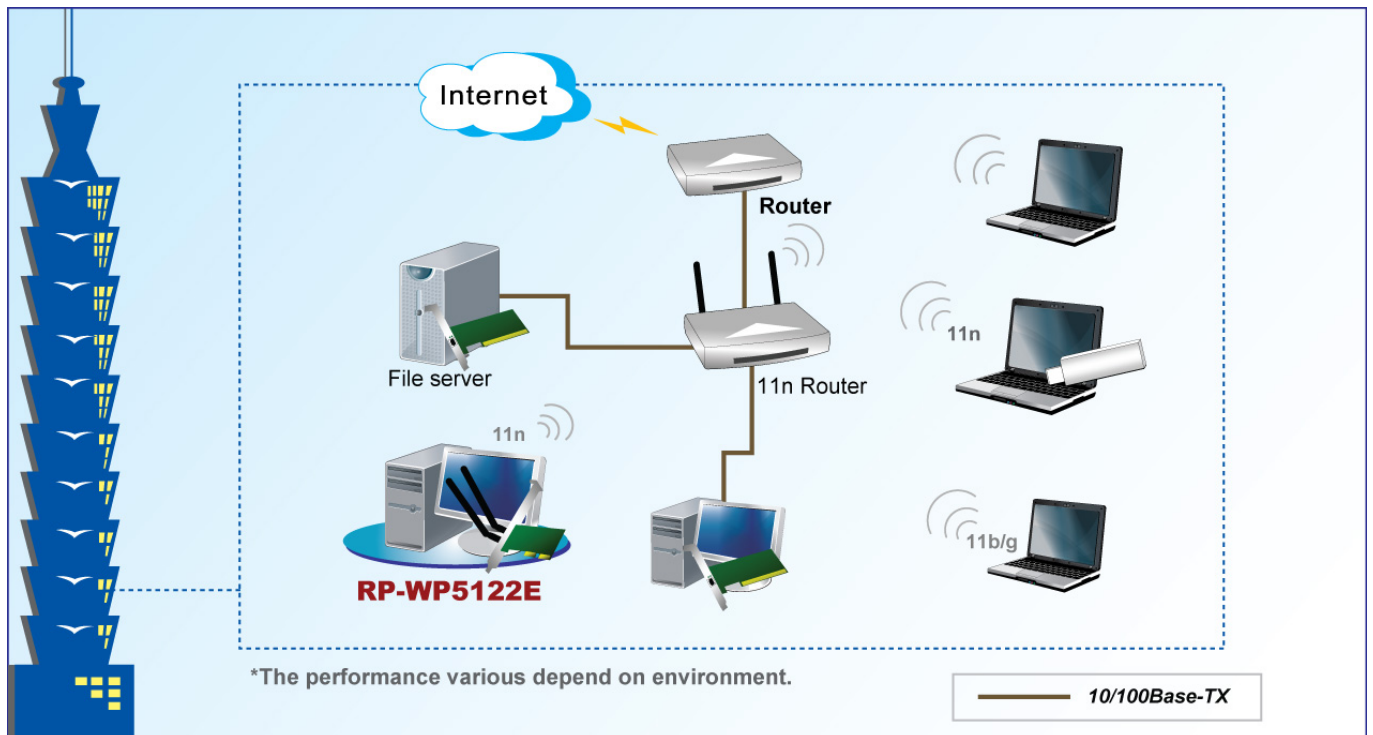 Internet
Router
11n
File server
11n Router
11n
RP-WP5122E
11b/g
*The performance various depend on environment.
10/100Base-TX